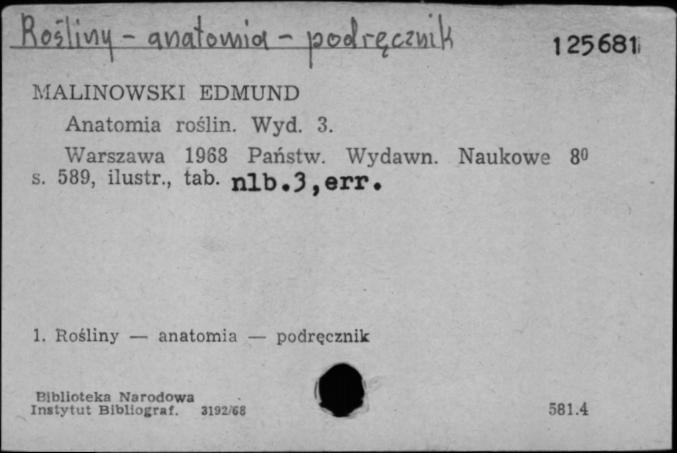 Rośliny - anatomia - podręcznik
125681
MALINOWSKI EDMUND
Anatomia roślin. Wyd. 3.
Warszawa 1968 Państw. Wydawn. Naukowe 8⁰
s. 589, ilustr., tab. nlb.3,err.
1. Rośliny — anatomia — podręcznik
Biblioteka Narodowa
Instytut Bibliograf. 3192/68
581.4